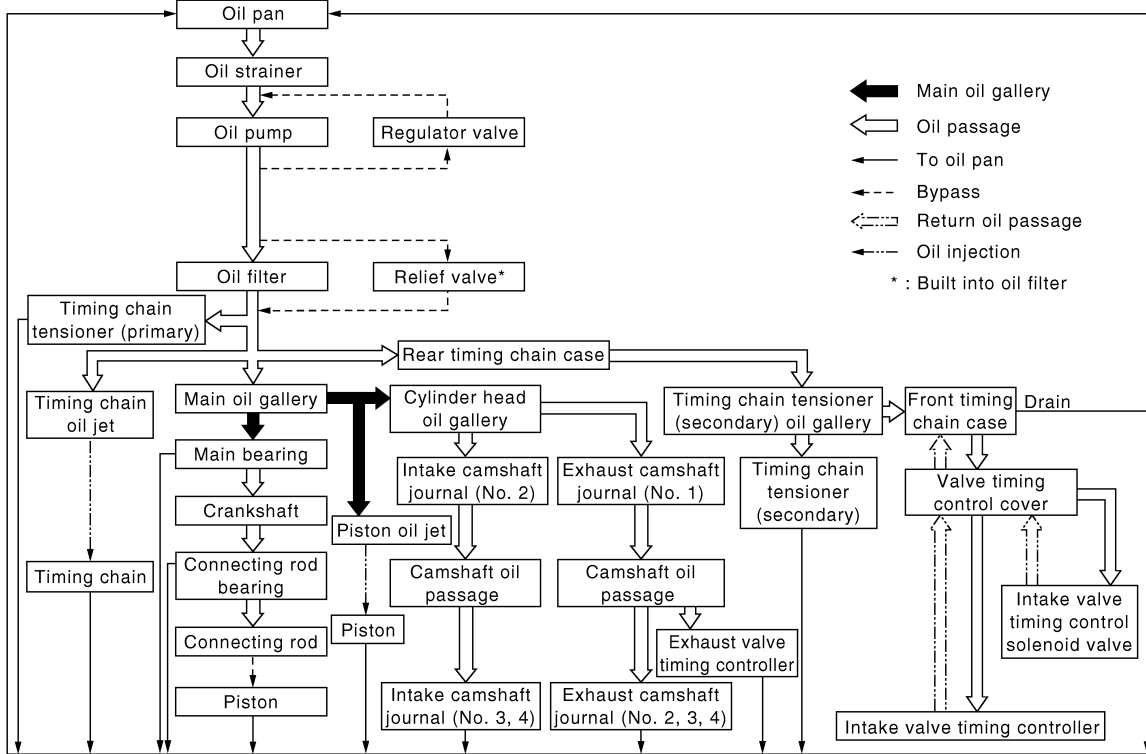 Oil pan
Oil strainer
Oil pump
Regulator valve
Oil filter
Relief valve*
Main oil gallery
Oil passage
To oil pan
Bypass
Return oil passage
Oil injection
* : Built into oil filter
Timing chain
tensioner (primary)
Rear timing chain case
Timing chain
oil jet
Main oil gallery
Cylinder head
oil gallery
Timing chain tensioner
(secondary) oil gallery
Front timing
chain case
Drain
Main bearing
Intake camshaft
journal (No. 2)
Exhaust camshaft
journal (No. 1)
Timing chain
tensioner
(secondary)
Valve timing
control cover
Crankshaft
Piston oil jet
Timing chain
Connecting rod
bearing
Camshaft oil
passage
Camshaft oil
passage
Intake valve
timing control
solenoid valve
Connecting rod
Piston
Exhaust valve
timing controller
Piston
Intake camshaft
journal (No. 3, 4)
Exhaust camshaft
journal (No. 2, 3, 4)
Intake valve timing controller